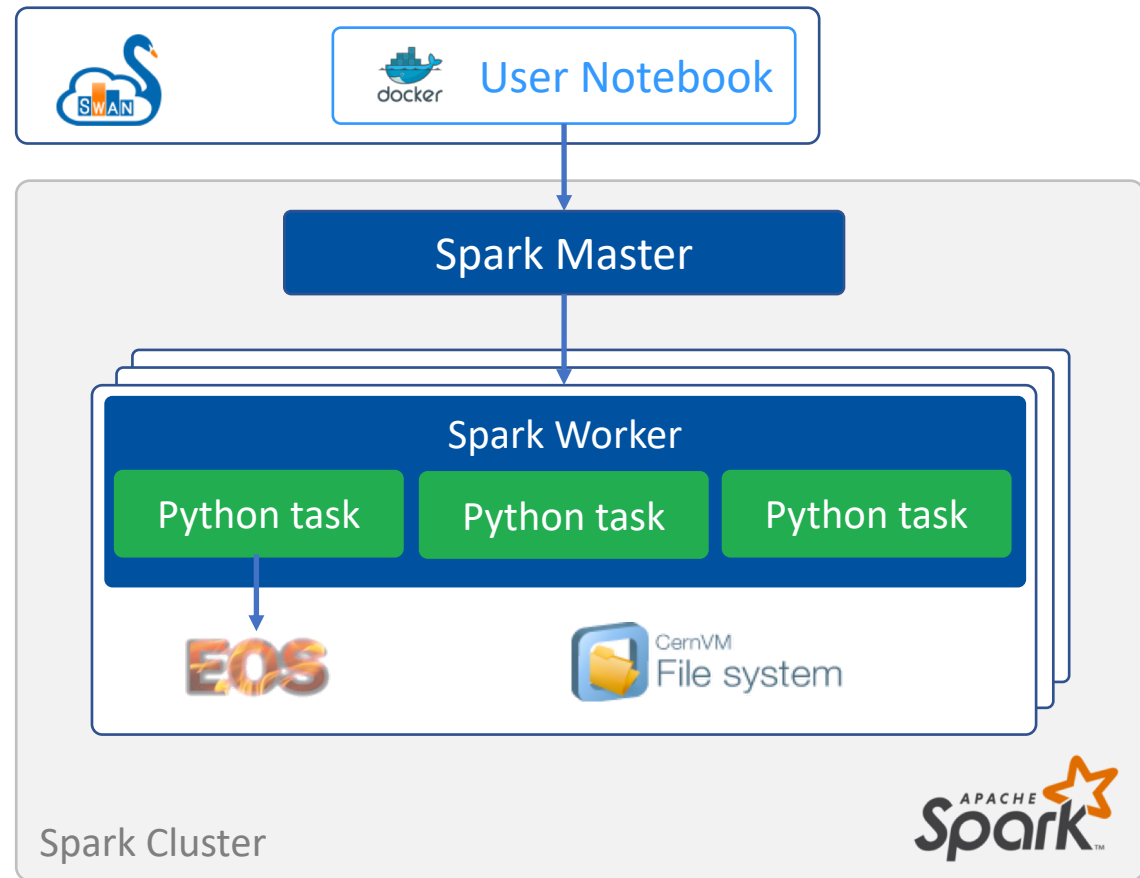 SWAN
docker
User Notebook
Spark Master
Spark Worker
Python task
Python task
Python task
EOS
CernVM
File system
Spark Cluster
APACHE
Spark™